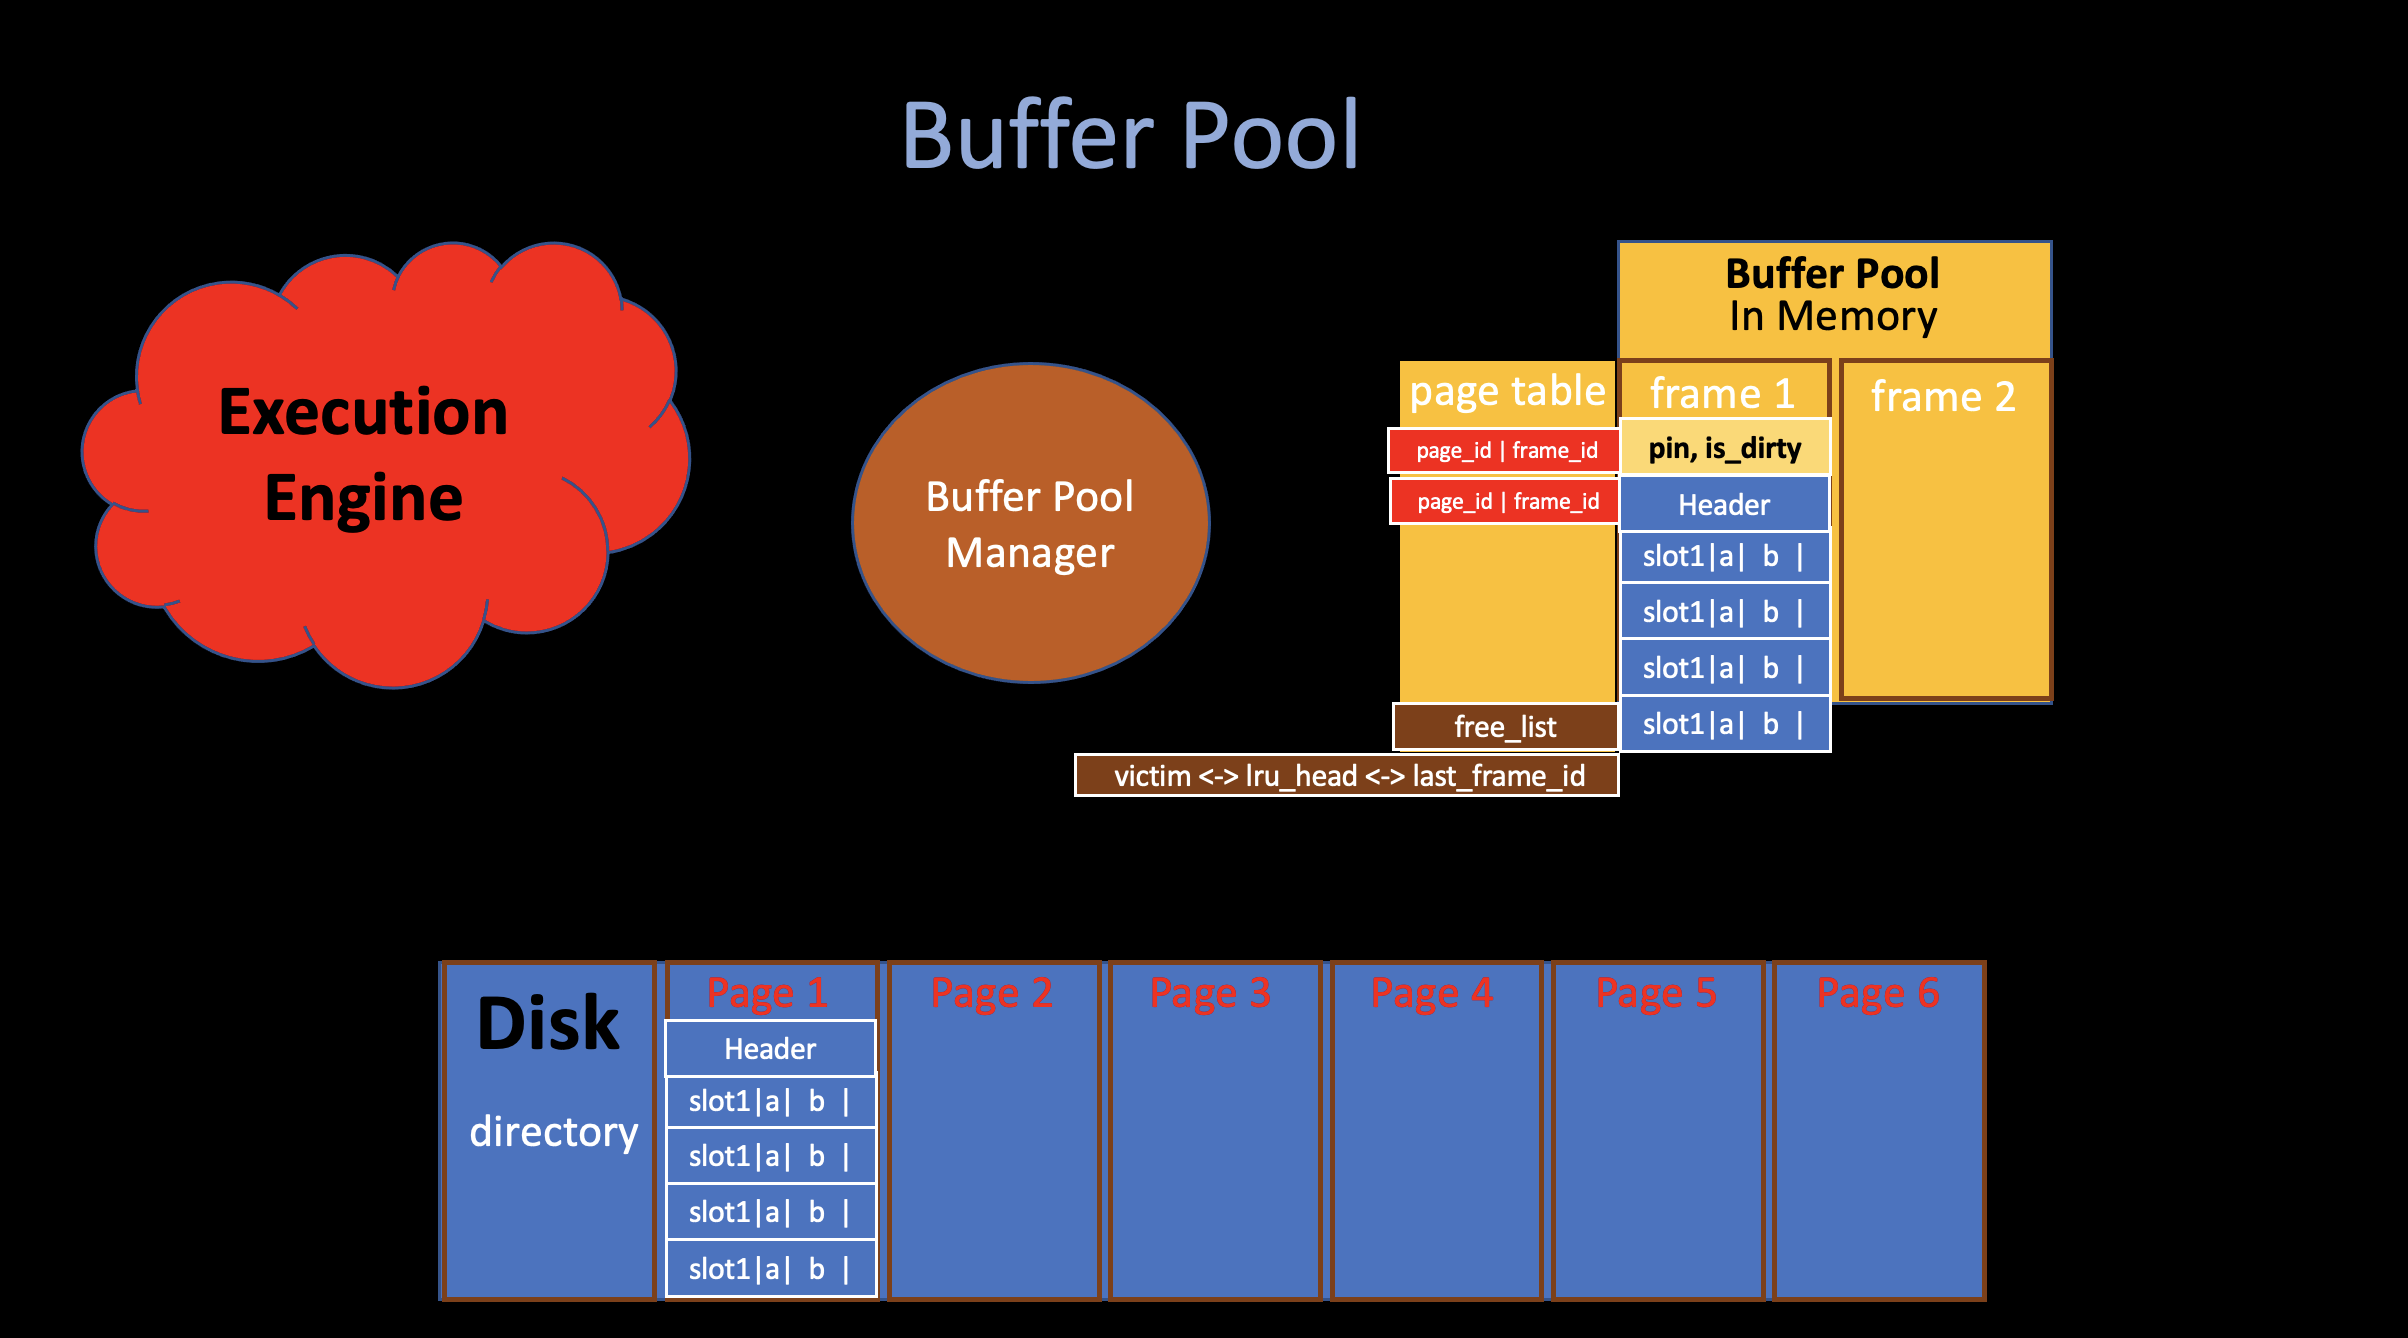 Buffer Pool
Execution
Engine
Buffer Pool
Manager
Buffer Pool
In Memory
page table
frame 1
frame 2
page_id | frame_id
pin, is_dirty
page_id | frame_id
Header
slot1|a|  b  |
slot1|a|  b  |
slot1|a|  b  |
slot1|a|  b  |
free_list
victim <-> lru_head <-> last_frame_id
Disk
directory
Page 1
Header
slot1|a|  b  |
slot1|a|  b  |
slot1|a|  b  |
slot1|a|  b  |
Page 2
Page 3
Page 4
Page 5
Page 6